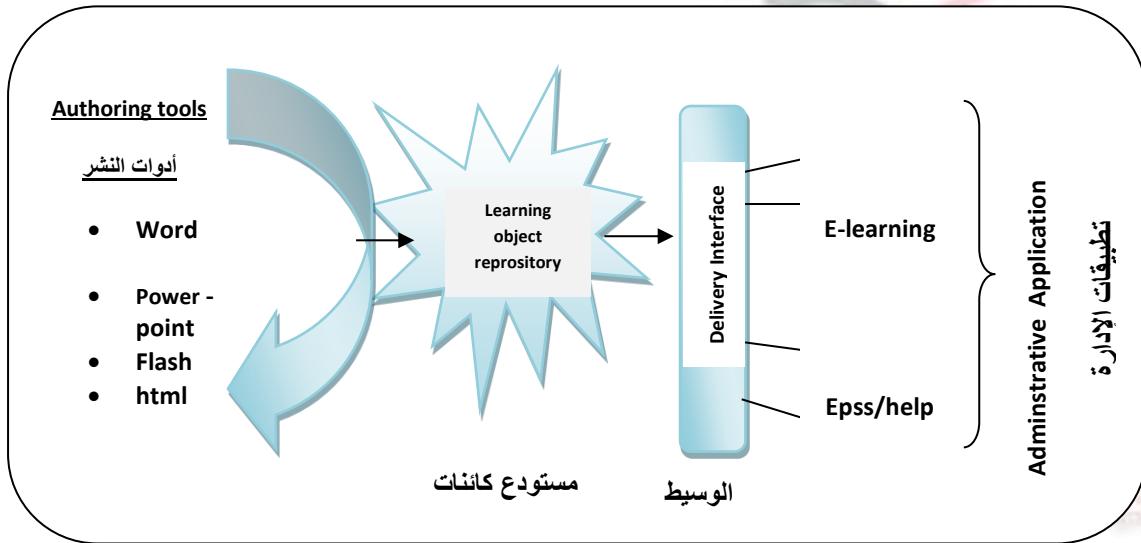 Authoring tools
أدوات النشر
• Word
• Power -
point
• Flash
• html
Learning
object
reprository
مستودع كائنات
Delivery Interface
الوسيط
E-learning
Epss/help
Adminstrative Application
تطبيقات الإدارة